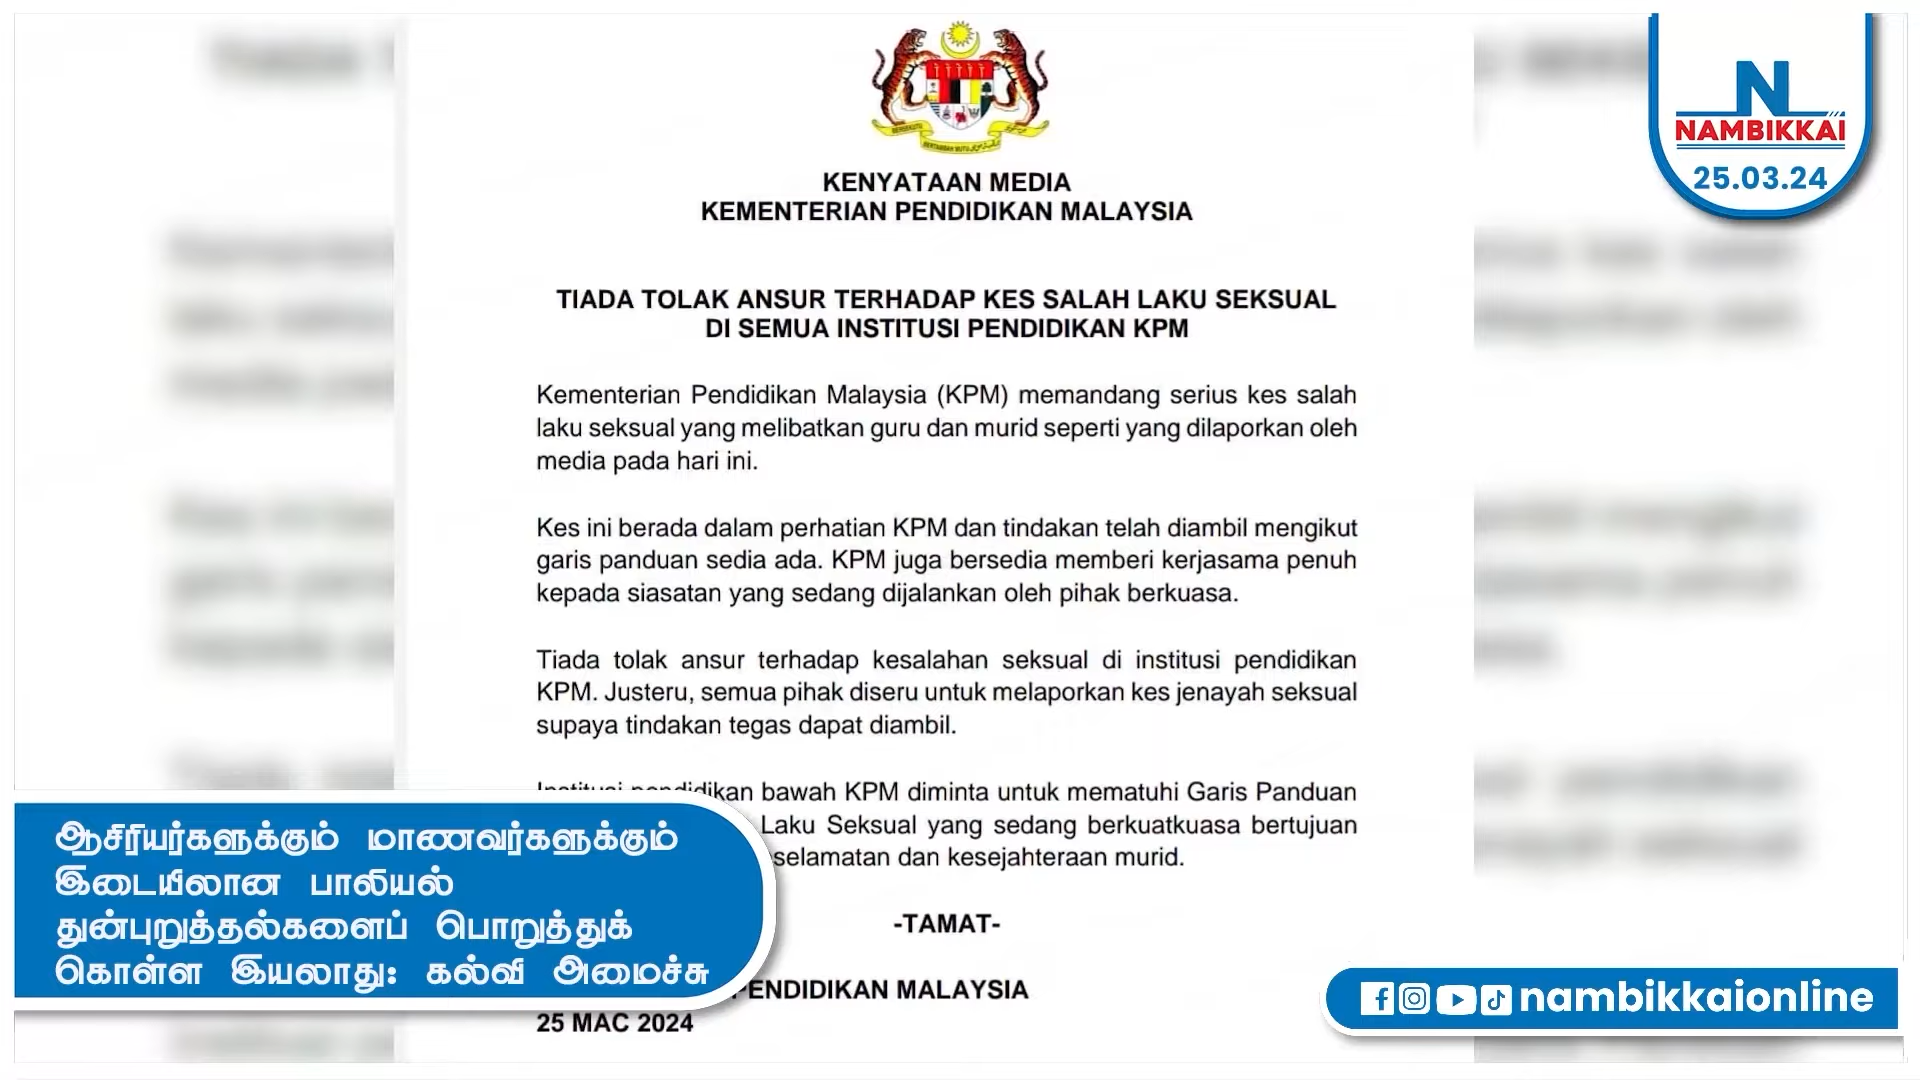 KENYATAAN MEDIA
KEMENTERIAN PENDIDIKAN MALAYSIA
TIADA TOLAK ANSUR TERHADAP KES SALAH LAKU SEKSUAL
DI SEMUA INSTITUSI PENDIDIKAN KPM
Kementerian Pendidikan Malaysia (KPM) memandang serius kes salah
laku seksual yang melibatkan guru dan murid seperti yang dilaporkan oleh
media pada hari ini.
Kes ini berada dalam perhatian KPM dan tindakan telah diambil mengikut
garis panduan sedia ada. KPM juga bersedia memberi kerjasama penuh
kepada siasatan yang sedang dijalankan oleh pihak berkuasa.
Tiada tolak ansur terhadap kesalahan seksual di institusi pendidikan
KPM. Justeru, semua pihak diseru untuk melaporkan kes jenayah seksual
supaya tindakan tegas dapat diambil.
Institusi pendidikan bawah KPM diminta untuk mematuhi Garis Panduan
Laku Seksual yang sedang berkuatkuasa bertujuan
selamatan dan kesejahteraan murid.
-TAMAT-
PENDIDIKAN MALAYSIA
25 MAC 2024
ஆசிரியர்களுக்கும் மாணவர்களுக்கும்
இடையிலான பாலியல்
துன்புறுத்தல்களைப் பொறுத்துக்
கொள்ள இயலாது: கல்வி அமைச்சு
N
NAMBIKKAI
25.03.24
nambikkaionline